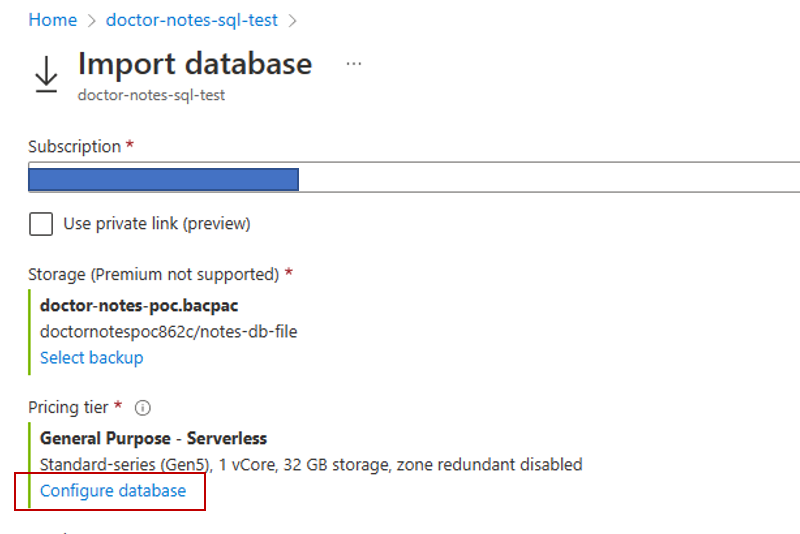 Home > doctor-notes-sql-test >
Import database ...
doctor-notes-sql-test
Subscription *
Use private link (preview)
Storage (Premium not supported) *
doctor-notes-poc.bacpac
doctornotespoc862c/notes-db-file
Select backup
Pricing tier *
General Purpose - Serverless
Standard-series (Gen5), 1 vCore, 32 GB storage, zone redundant disabled
Configure database